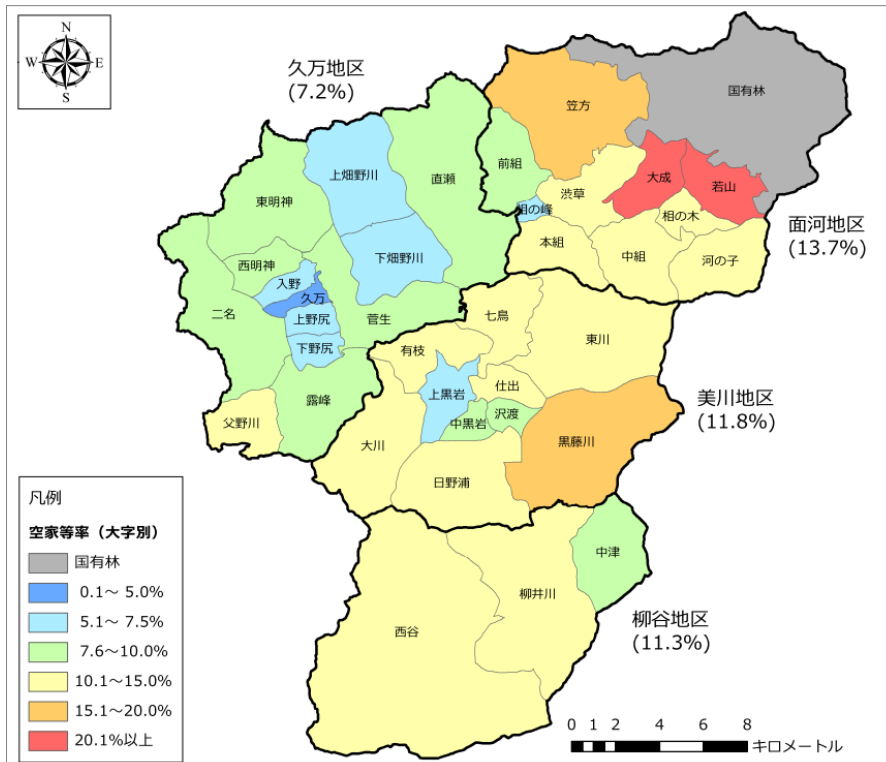 N
W E
S
久万地区
(7.2%)
国有林
笠方
前組
渋草
大成
若山
相の峰
相の木
本組
中組
河の子
面河地区
(13.7%)
上畑野川
直瀬
東明神
下畑野川
西明神
入野
久万
二名
上野尻
菅生
下野尻
露峰
父野川
七鳥
東川
有枝
仕出
上黒岩
沢渡
中黒岩
大川
黒藤川
日野浦
美川地区
(11.8%)
中津
柳井川
西谷
柳谷地区
(11.3%)
凡例
空家等率（大字別）
国有林
0.1～ 5.0%
5.1～ 7.5%
7.6～10.0%
10.1～15.0%
15.1～20.0%
20.1%以上
0 1 2 4 6 8
キロメートル